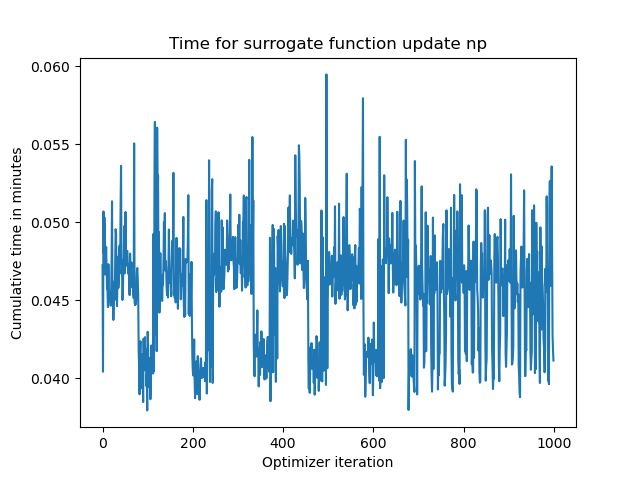 Time for surrogate function update np
0.060
0.055
0.050
0.045
0.040
Cumulative time in minutes
0 200 400 600 800 1000
Optimizer iteration